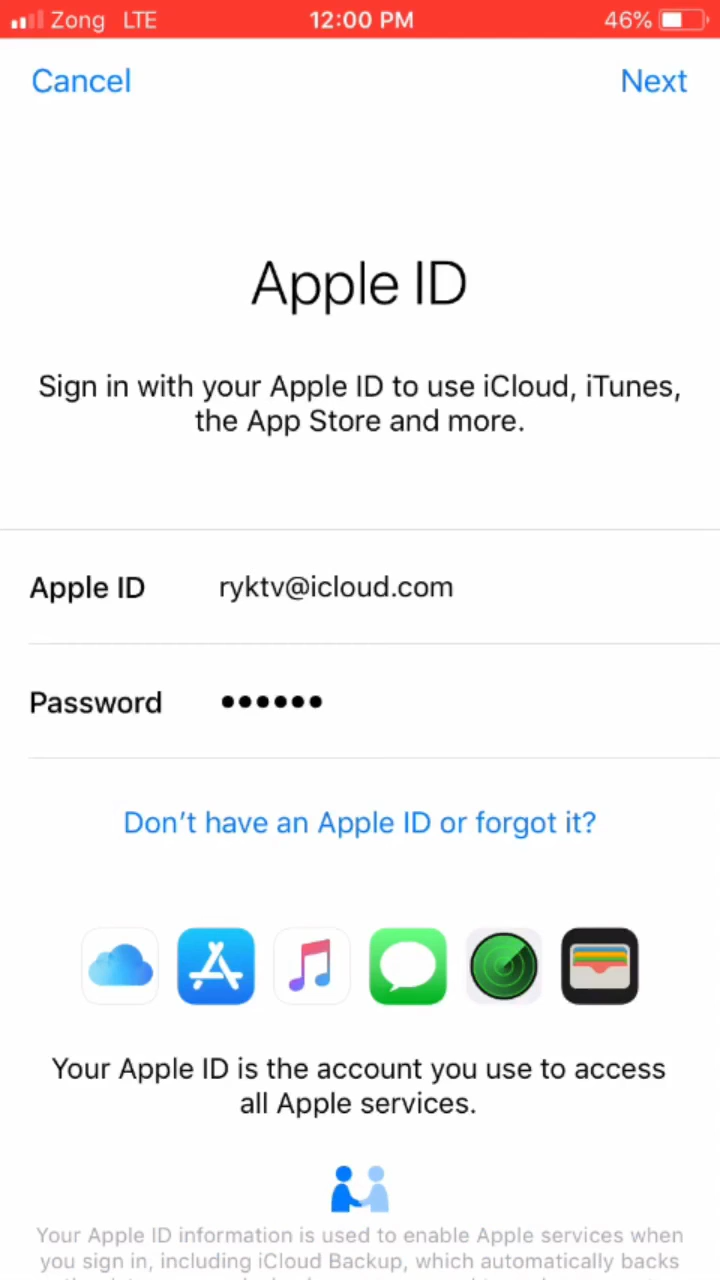 Zong LTE 12:00 PM 46%
Cancel Next
Apple ID
Sign in with your Apple ID to use iCloud, iTunes,
the App Store and more.
Apple ID ryktv@icloud.com
Password ••••••
Don’t have an Apple ID or forgot it?
Your Apple ID is the account you use to access
all Apple services.
Your Apple ID information is used to enable Apple services when
you sign in, including iCloud Backup, which automatically backs